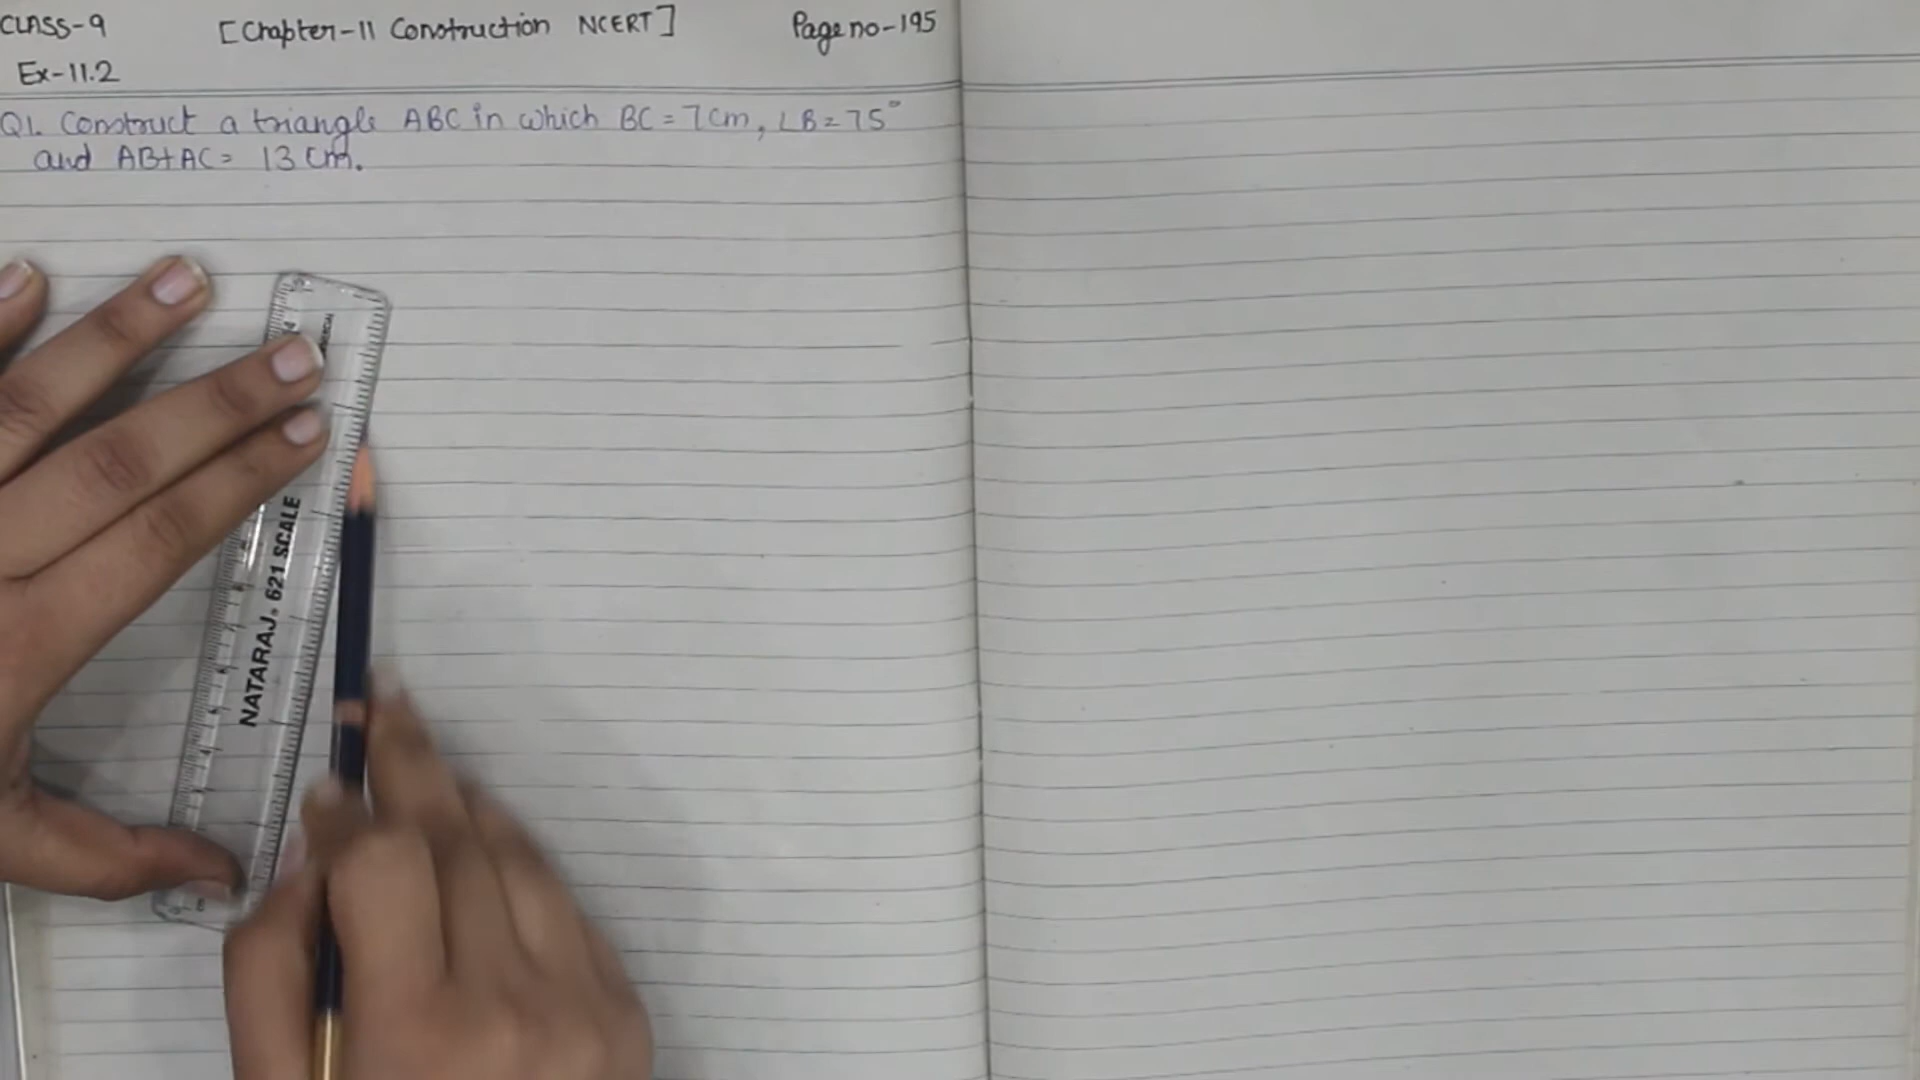 CLASS-9 [Chapter-11 Construction NCERT] Page no-195
Ex-11.2
Q1. Construct a triangle ABC in which BC = 7cm, ∠B = 75°
and AB+AC = 13 cm.
NATARAJ 621 SCALE